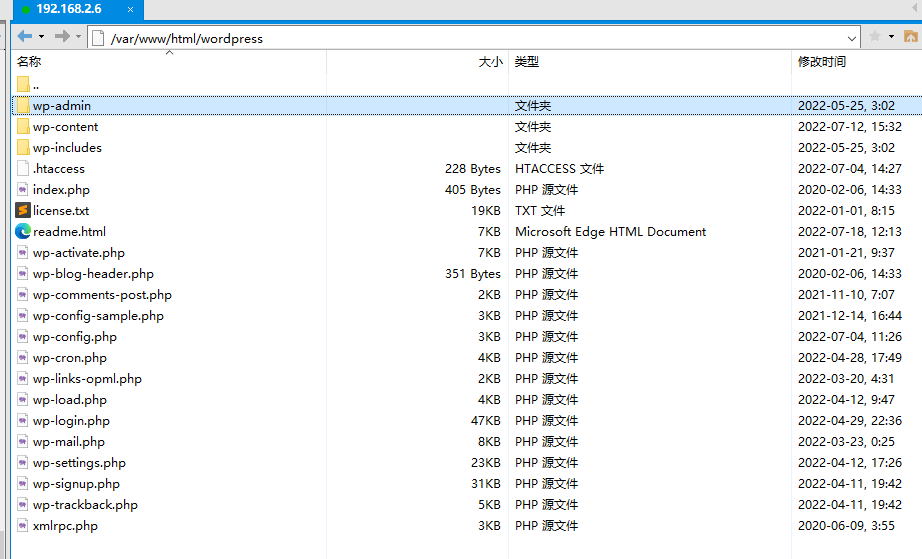 192.168.2.6 ×
/var/www/html/wordpress
名称 大小 类型 修改时间
..
wp-admin 文件夹 2022-05-25, 3:02
wp-content 文件夹 2022-07-12, 15:32
wp-includes 文件夹 2022-05-25, 3:02
.htaccess 228 Bytes HTACCESS 文件 2022-07-04, 14:27
index.php 405 Bytes PHP 源文件 2020-02-06, 14:33
license.txt 19KB TXT 文件 2022-01-01, 8:15
readme.html 7KB Microsoft Edge HTML Document 2022-07-18, 12:13
wp-activate.php 7KB PHP 源文件 2021-01-21, 9:37
wp-blog-header.php 351 Bytes PHP 源文件 2020-02-06, 14:33
wp-comments-post.php 2KB PHP 源文件 2021-11-10, 7:07
wp-config-sample.php 3KB PHP 源文件 2021-12-14, 16:44
wp-config.php 3KB PHP 源文件 2022-07-04, 11:26
wp-cron.php 4KB PHP 源文件 2022-04-28, 17:49
wp-links-opml.php 2KB PHP 源文件 2022-03-20, 4:31
wp-load.php 4KB PHP 源文件 2022-04-12, 9:47
wp-login.php 47KB PHP 源文件 2022-04-29, 22:36
wp-mail.php 8KB PHP 源文件 2022-03-23, 0:25
wp-settings.php 23KB PHP 源文件 2022-04-12, 17:26
wp-signup.php 31KB PHP 源文件 2022-04-11, 19:42
wp-trackback.php 5KB PHP 源文件 2022-04-11, 19:42
xmlrpc.php 3KB PHP 源文件 2020-06-09, 3:55